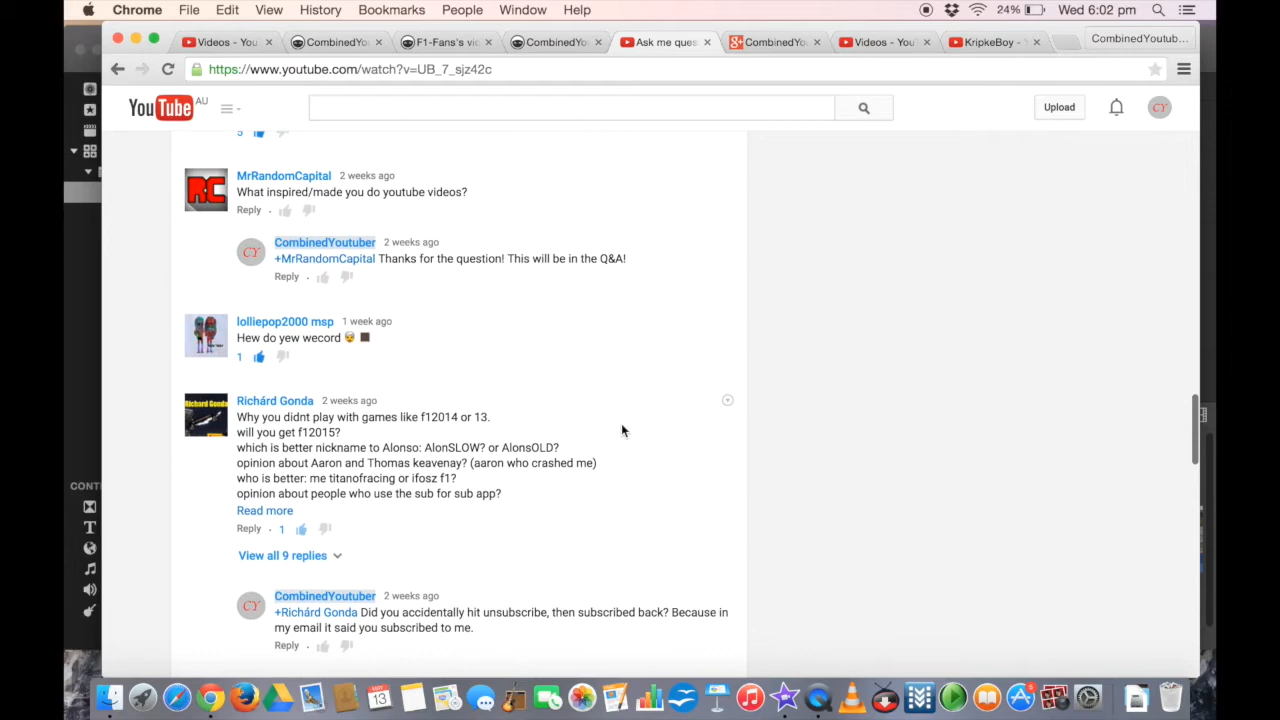 Chrome File Edit View History Bookmarks People Window Help 24% Wed 6:02 pm
Videos - You CombinedYo F1-Fans's vi CombinedYo Ask me ques CombinedYo Videos - You KripkeBoy - Y CombinedYoutub...
https://www.youtube.com/watch?v=UB_7_sjz42c
YouTube AU Upload CY
5
RC
MrRandomCapital 2 weeks ago
What inspired/made you do youtube videos?
Reply
CY
CombinedYoutuber 2 weeks ago
+MrRandomCapital Thanks for the question! This will be in the Q&A!
Reply
lolliepop2000 msp 1 week ago
Hew do yew wecord
1
Richárd Gonda 2 weeks ago
Why you didnt play with games like f12014 or 13.
will you get f12015?
which is better nickname to Alonso: AlonSLOW? or AlonsOLD?
opinion about Aaron and Thomas keavenay? (aaron who crashed me)
who is better: me titanofracing or ifosz f1?
opinion about people who use the sub for sub app?
CONT
Read more
Reply 1
View all 9 replies
CY
CombinedYoutuber 2 weeks ago
+Richárd Gonda Did you accidentally hit unsubscribe, then subscribed back? Because in
my email it said you subscribed to me.
Reply
13